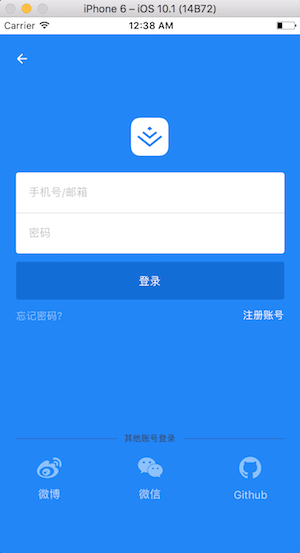 iPhone 6 – iOS 10.1 (14B72)
Carrier 12:38 AM
手机号/邮箱
密码
登录
忘记密码? 注册账号
其他账号登录
微博 微信 Github